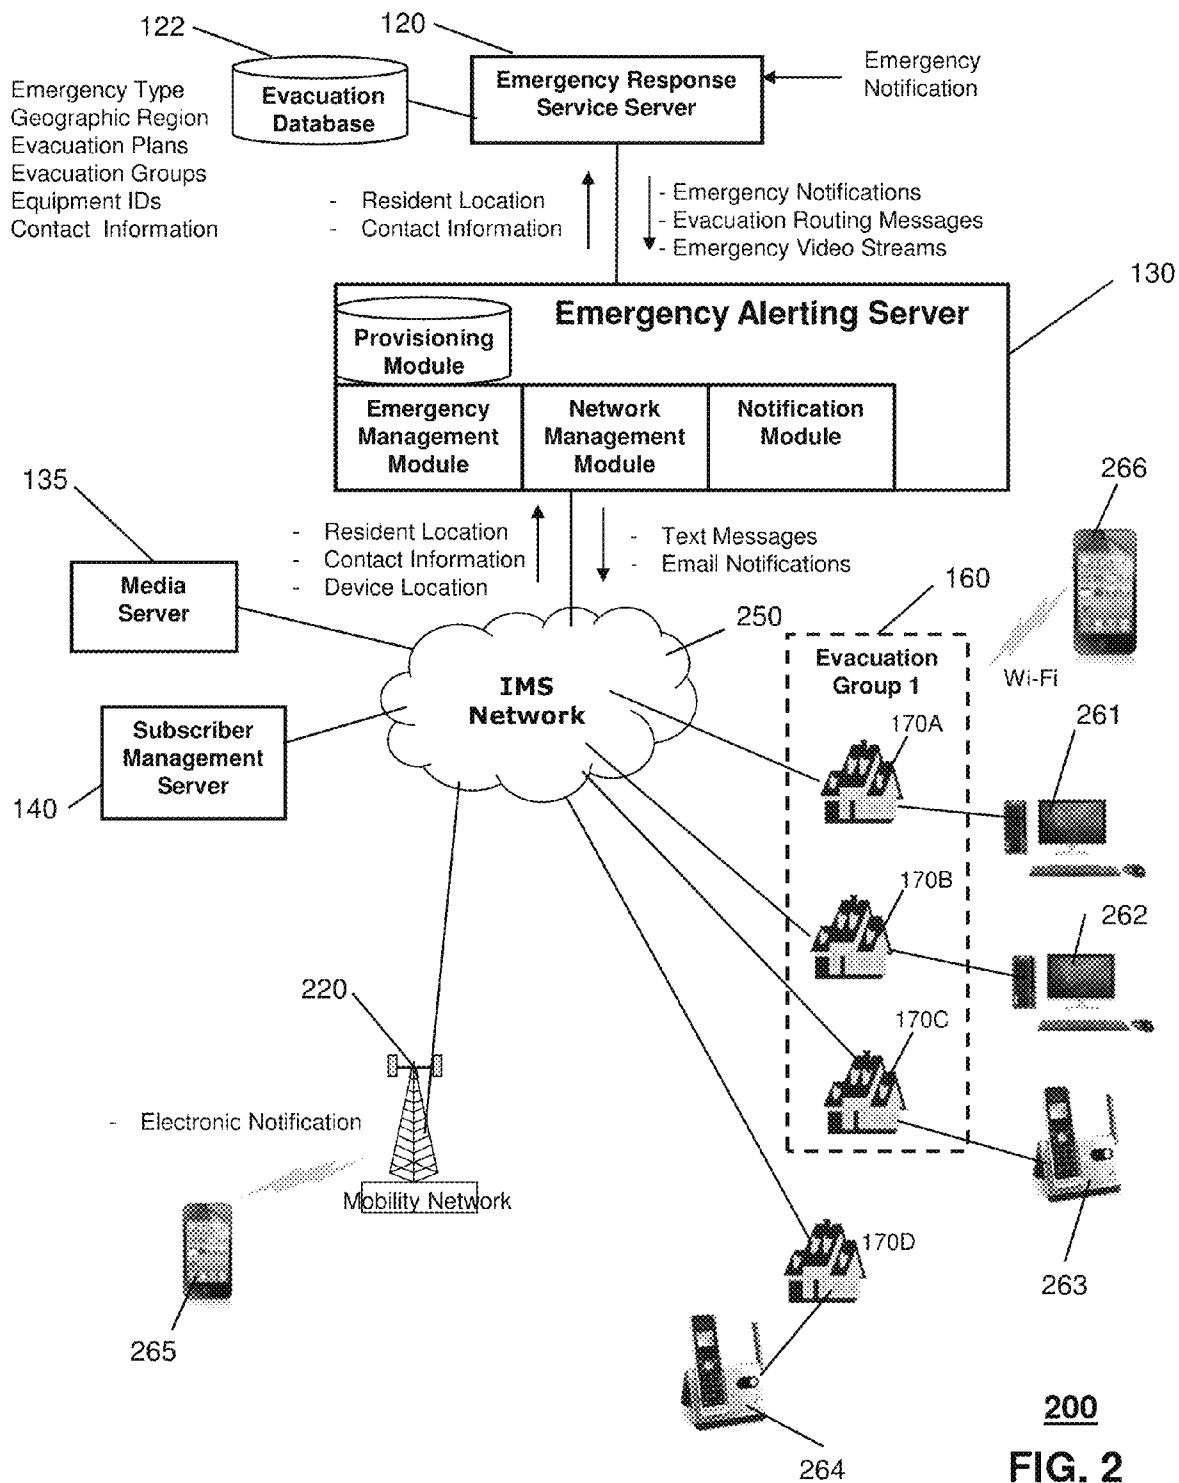 122
120
Emergency Type
Geographic Region
Evacuation Plans
Evacuation Groups
Equipment IDs
Contact Information
Evacuation
Database
Emergency Response
Service Server
Emergency
Notification
- Resident Location
- Contact Information
- Emergency Notifications
- Evacuation Routing Messages
- Emergency Video Streams
130
Emergency Alerting Server
Provisioning
Module
Emergency
Management
Module
Network
Management
Module
Notification
Module
135
Media
Server
- Resident Location
- Contact Information
- Device Location
- Text Messages
- Email Notifications
266
160
250
IMS
Network
Evacuation
Group 1
Wi-Fi
Subscriber
Management
Server
140
170A
261
170B
262
170C
220
- Electronic Notification
Mobility Network
265
170D
263
264
200
FIG. 2